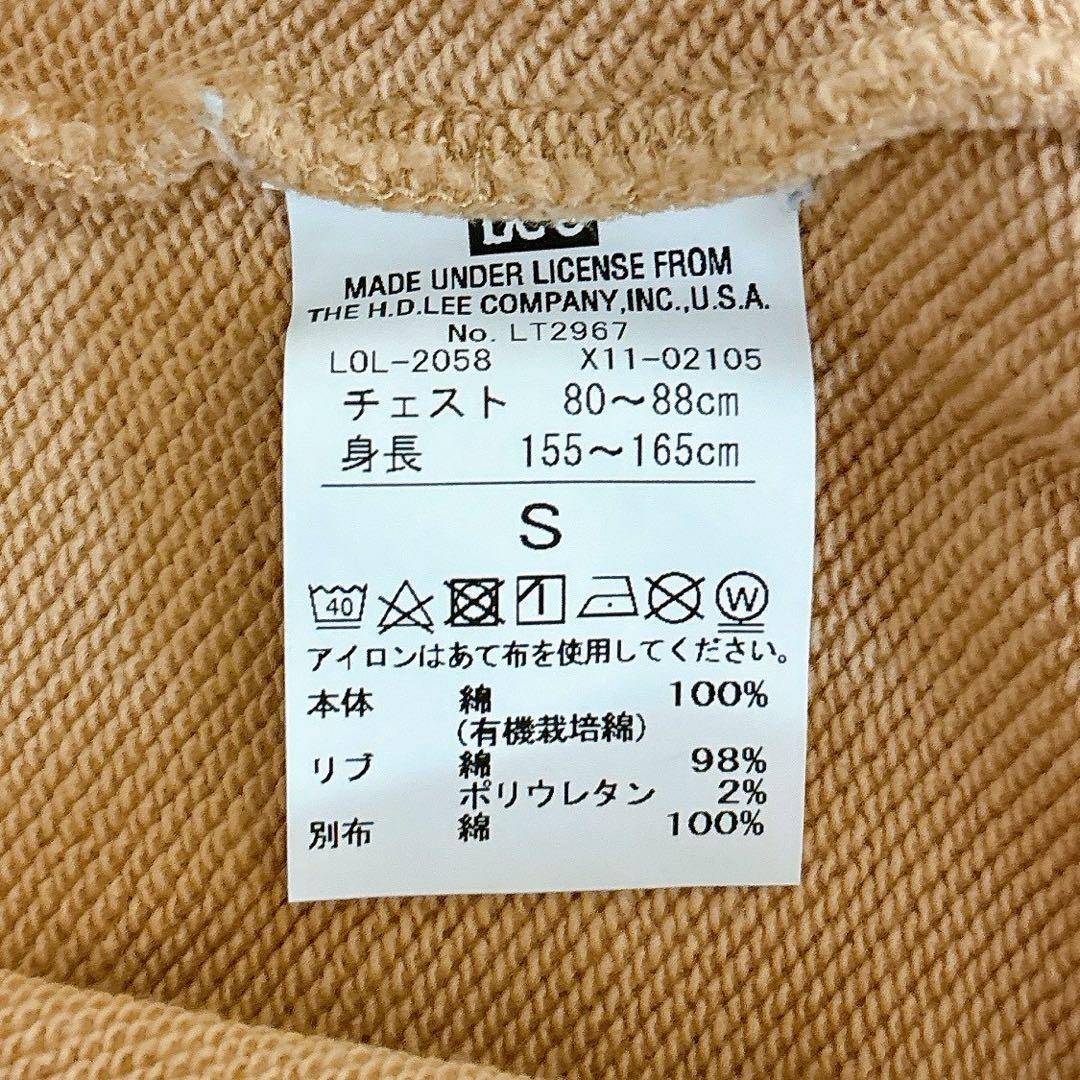 Lee
MADE UNDER LICENSE FROM
THE H.D.LEE COMPANY,INC.,U.S.A.
No. LT2967
LOL-2058 X11-02105
チェスト 80～88cm
身長 155～165cm
S
40 W
アイロンはあて布を使用してください。
本体 綿 100%
(有機栽培綿)
リブ 綿 98%
ポリウレタン 2%
別布 綿 100%